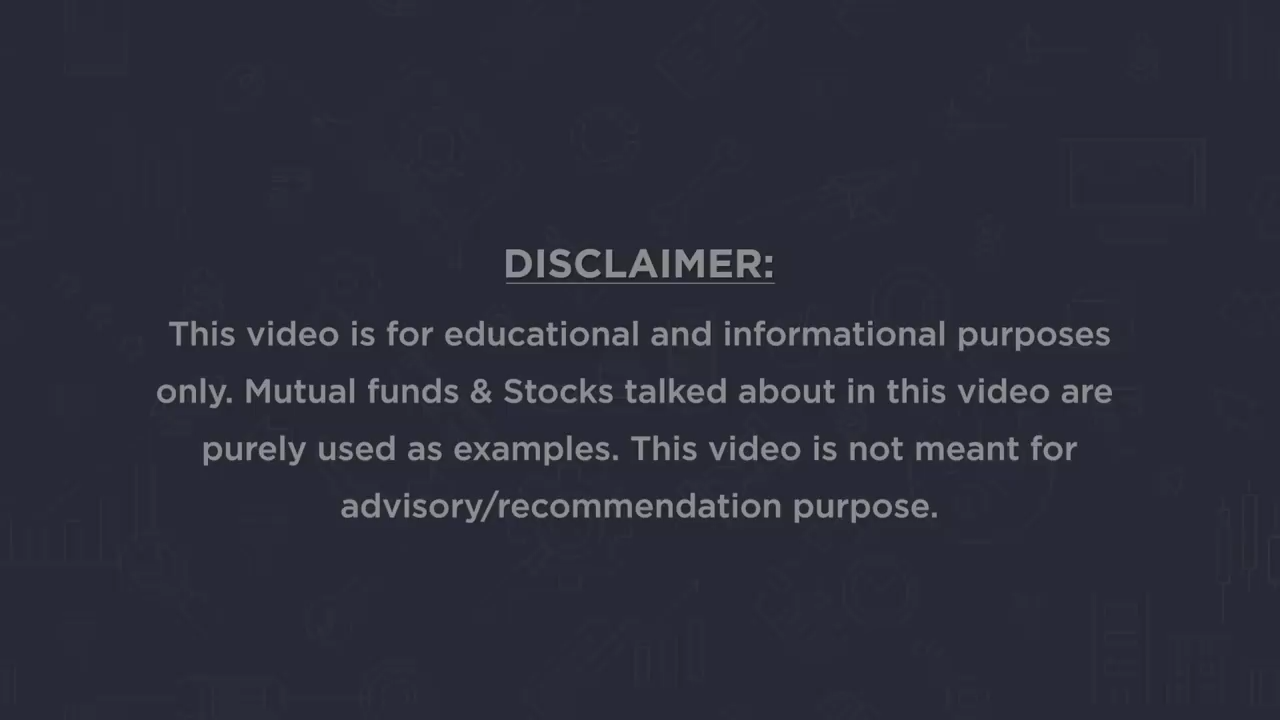 DISCLAIMER:
This video is for educational and informational purposes
only. Mutual funds & Stocks talked about in this video are
purely used as examples. This video is not meant for
advisory/recommendation purpose.